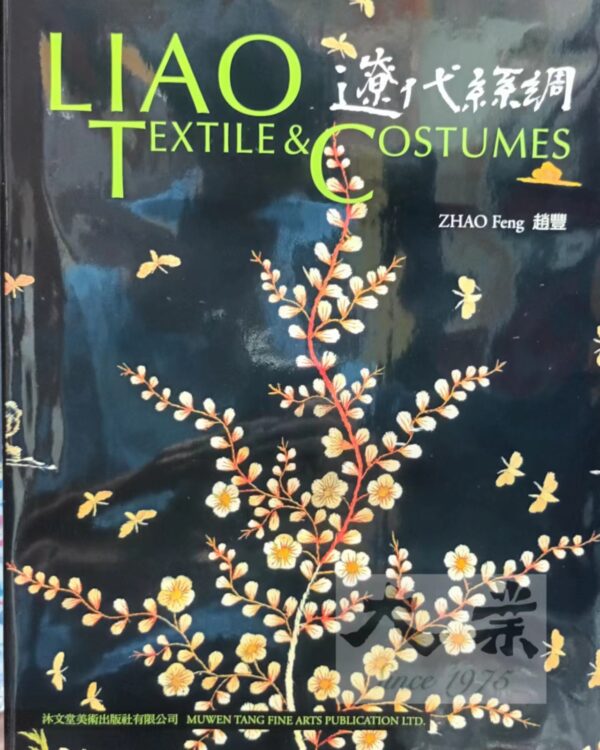 LIAO 遼代絲綢
TEXTILE & COSTUMES
ZHAO Feng 趙豐
大業
Since 1975
沐文堂美術出版社有限公司 MUWEN TANG FINE ARTS PUBLICATION LTD.